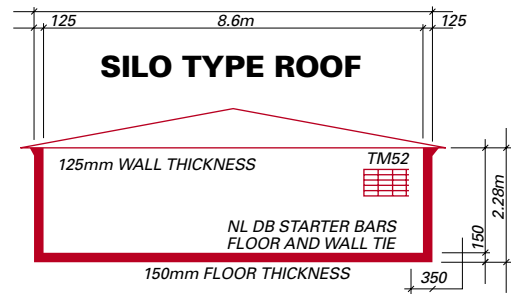 125 8.6m 125
SILO TYPE ROOF
125mm WALL THICKNESS TM52
NL DB STARTER BARS
FLOOR AND WALL TIE
150mm FLOOR THICKNESS
150
2.28m
350